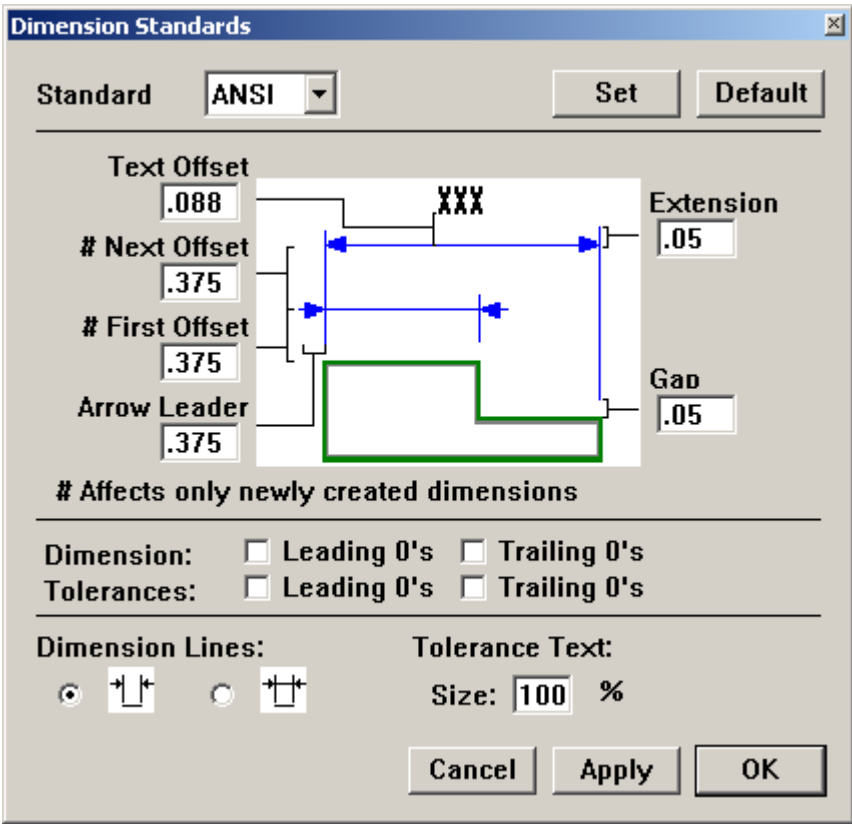 Dimension Standards
Standard ANSI Set Default
Text Offset
.088
XXX
Extension
.05
# Next Offset
.375
# First Offset
.375
Gap
.05
Arrow Leader
.375
# Affects only newly created dimensions
Dimension: Leading 0's Trailing 0's
Tolerances: Leading 0's Trailing 0's
Dimension Lines: Tolerance Text:
Size: 100 %
Cancel Apply OK